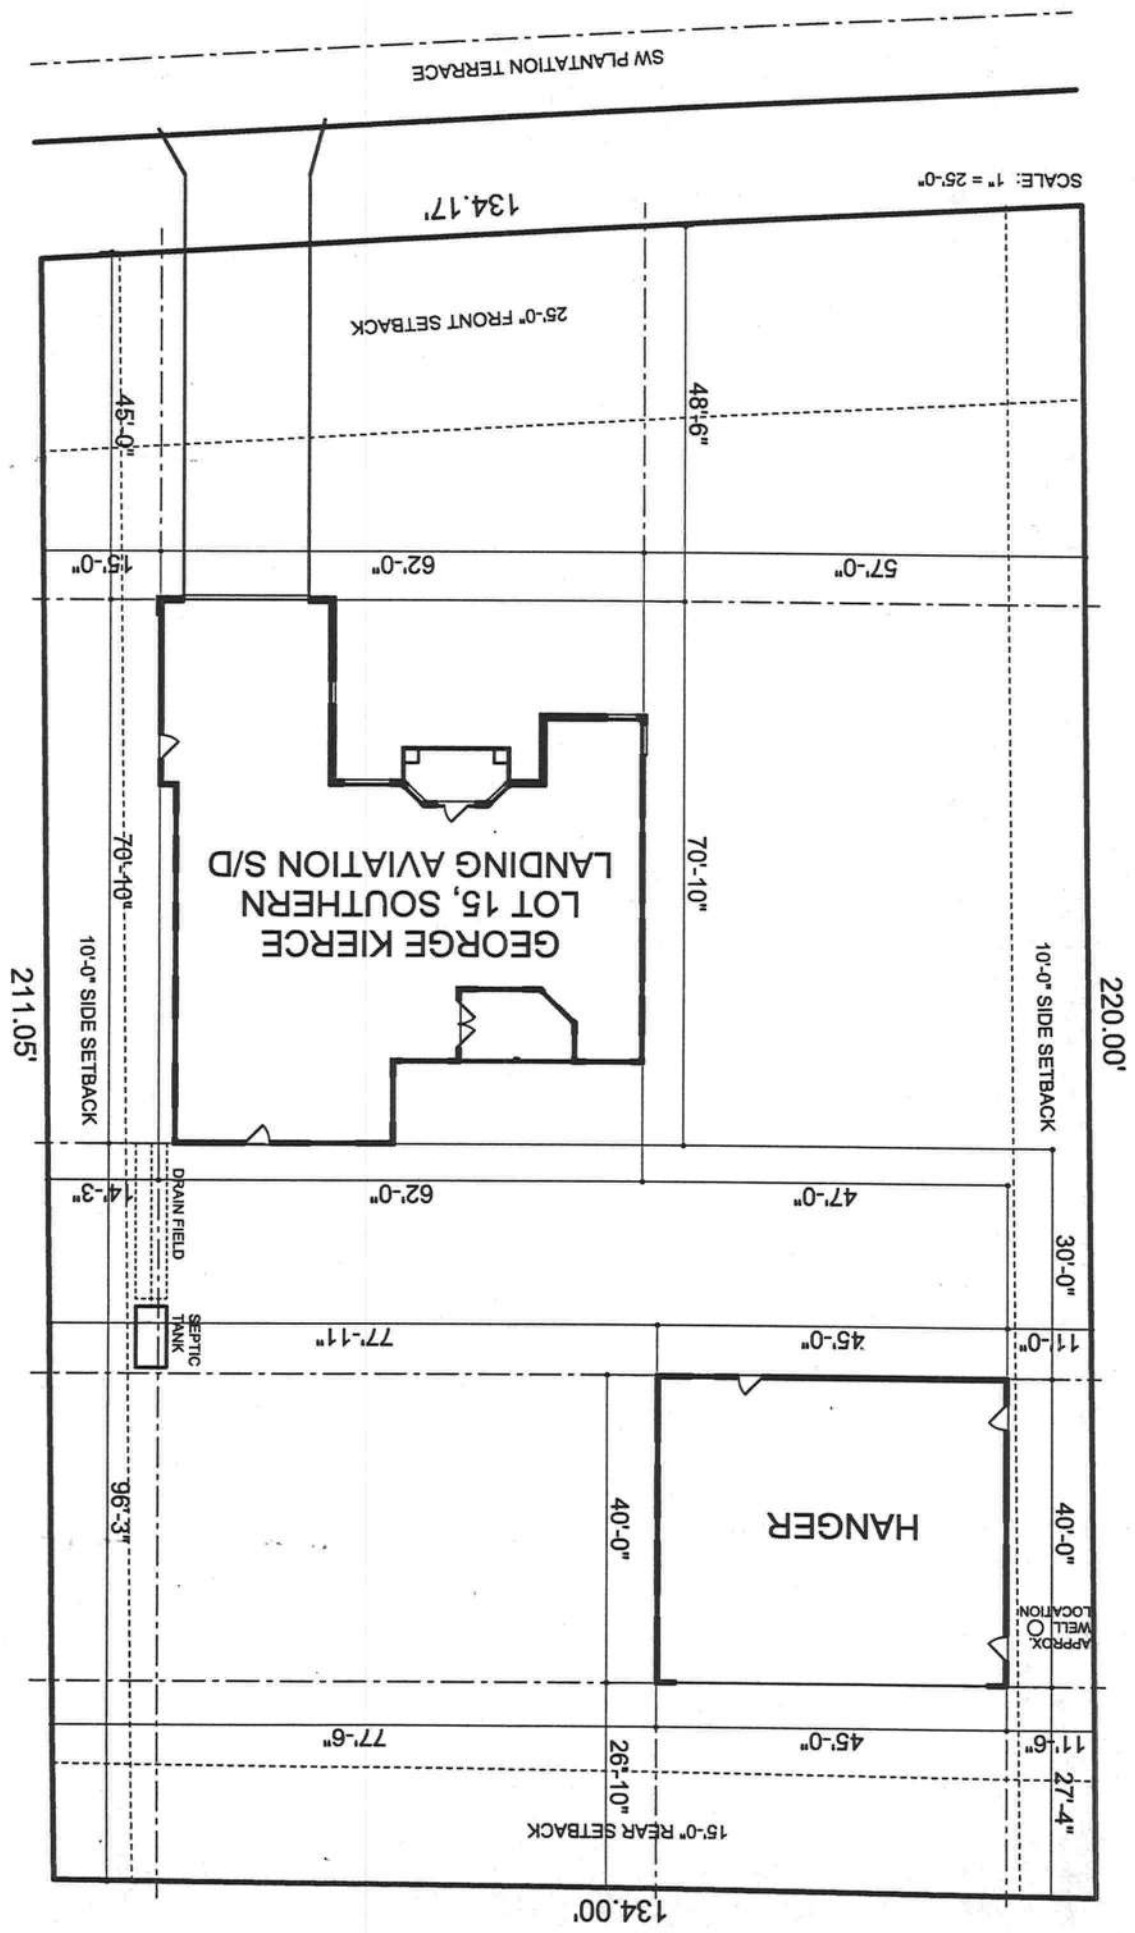 SW PLANTATION TERRACE
SCALE: 1" = 25'-0"
134.17'
25'-0" FRONT SETBACK
45'-0"
48'-6"
15'-0"
62'-0"
57'-0"
70'-10"
70'-10"
GEORGE KIERCE
LOT 15, SOUTHERN
LANDING AVIATION S/D
10'-0" SIDE SETBACK
10'-0" SIDE SETBACK
211.05'
220.00'
14'-3"
62'-0"
47'-0"
DRAIN FIELD
30'-0"
SEPTIC
TANK
77'-11"
45'-0"
11'-0"
96'-3"
40'-0"
HANGER
40'-0"
APPROX.
WELL
LOCATION
77'-6"
45'-0"
11'-6"
26'-10"
27'-4"
15'-0" REAR SETBACK
134.00'